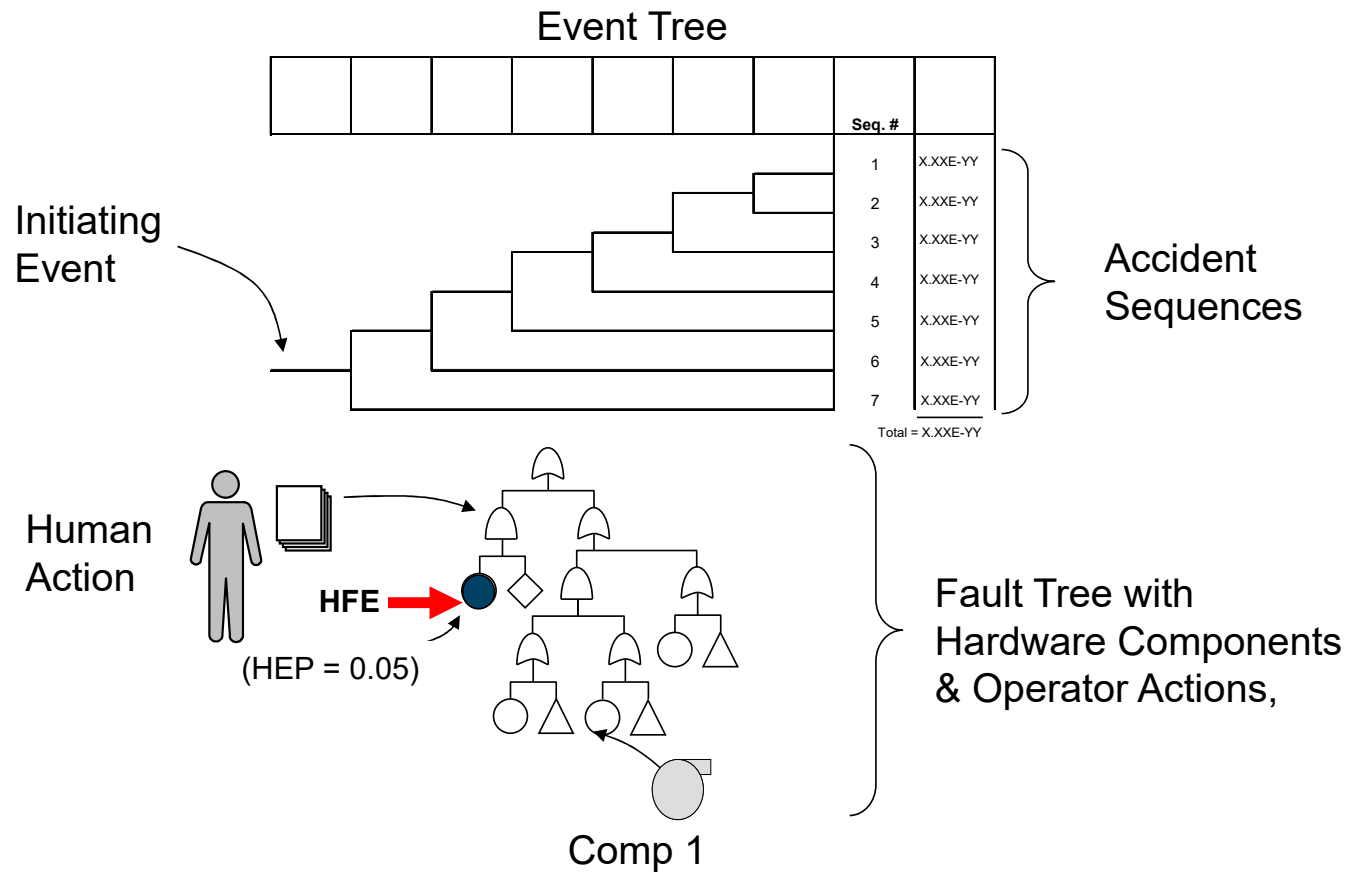 Event Tree
Seq. #
1 X.XXE-YY
2 X.XXE-YY
3 X.XXE-YY
4 X.XXE-YY
5 X.XXE-YY
6 X.XXE-YY
7 X.XXE-YY
Total = X.XXE-YY
Initiating
Event
Accident
Sequences
Human
Action
HFE
(HEP = 0.05)
Fault Tree with
Hardware Components
& Operator Actions,
Comp 1